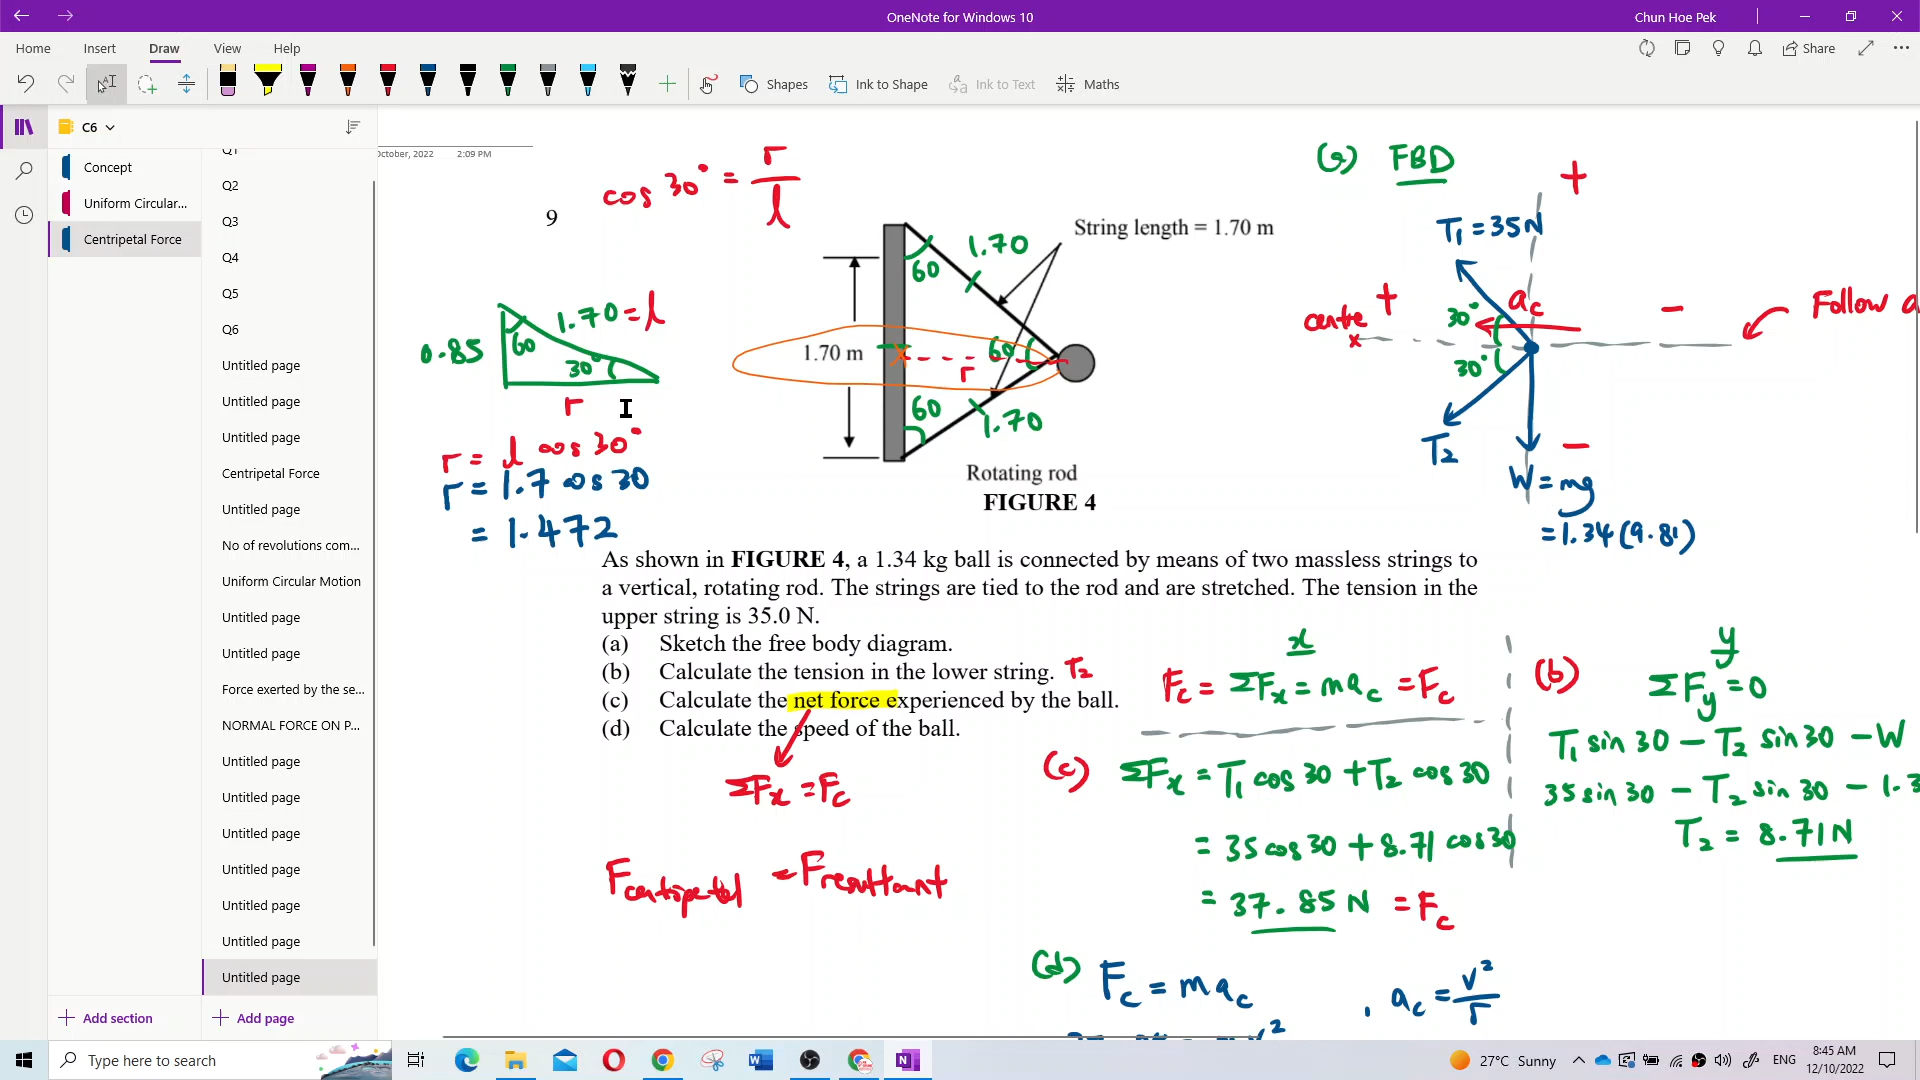 OneNote for Windows 10
Chun Hoe Pek
Home Insert Draw View Help
Share
Shapes Ink to Shape Ink to Text Maths
C6
Concept
Uniform Circular...
Centripetal Force
Q1
Q2
Q3
Q4
Q5
Q6
Untitled page
Untitled page
Untitled page
Centripetal Force
Untitled page
No of revolutions com...
Uniform Circular Motion
Untitled page
Untitled page
Force exerted by the se...
NORMAL FORCE ON P...
Untitled page
Untitled page
Untitled page
Untitled page
Untitled page
Untitled page
Untitled page
Add section
Add page
October, 2022 2:09 PM
9
cos 30° = r/l
0.85
60
1.70 = l
30°
r
r = l cos 30°
r = 1.7 cos 30
= 1.472
String length = 1.70 m
60
1.70
1.70 m
60
r
60
1.70
Rotating rod
FIGURE 4
(a) FBD
+
T₁ = 35N
centre
x
+
ac
30°
30°
-
Follow a
T₂
-
W = mg
= 1.34(9.81)
As shown in FIGURE 4, a 1.34 kg ball is connected by means of two massless strings to
a vertical, rotating rod. The strings are tied to the rod and are stretched. The tension in the
upper string is 35.0 N.
(a) Sketch the free body diagram.
(b) Calculate the tension in the lower string. T₂
(c) Calculate the net force experienced by the ball.
(d) Calculate the speed of the ball.
ΣFx = Fc
Fcentripetal = Fresultant
x
Fc = ΣFx = mac = Fc
(c) ΣFx = T₁ cos 30 + T₂ cos 30
= 35 cos 30 + 8.71 cos 30
= 37.85 N = Fc
(b)
y
ΣFy = 0
T₁ sin 30 - T₂ sin 30 - W
35 sin 30 - T₂ sin 30 - 1.3
T₂ = 8.71 N
(d) Fc = mac , ac = v²/r
Type here to search
27°C Sunny
ENG
8:45 AM
12/10/2022